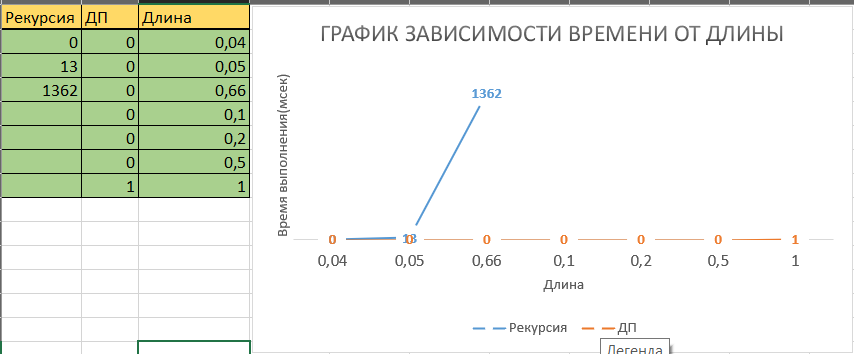 Рекурсия ДП Длина
0 0 0,04
13 0 0,05
1362 0 0,66
0 0,1
0 0,2
0 0,5
1 1
ГРАФИК ЗАВИСИМОСТИ ВРЕМЕНИ ОТ ДЛИНЫ
Время выполнения(мсек)
1362
0 13 0 0 0 0 0 1
0,04 0,05 0,66 0,1 0,2 0,5 1
Длина
Рекурсия ДП
Легенда